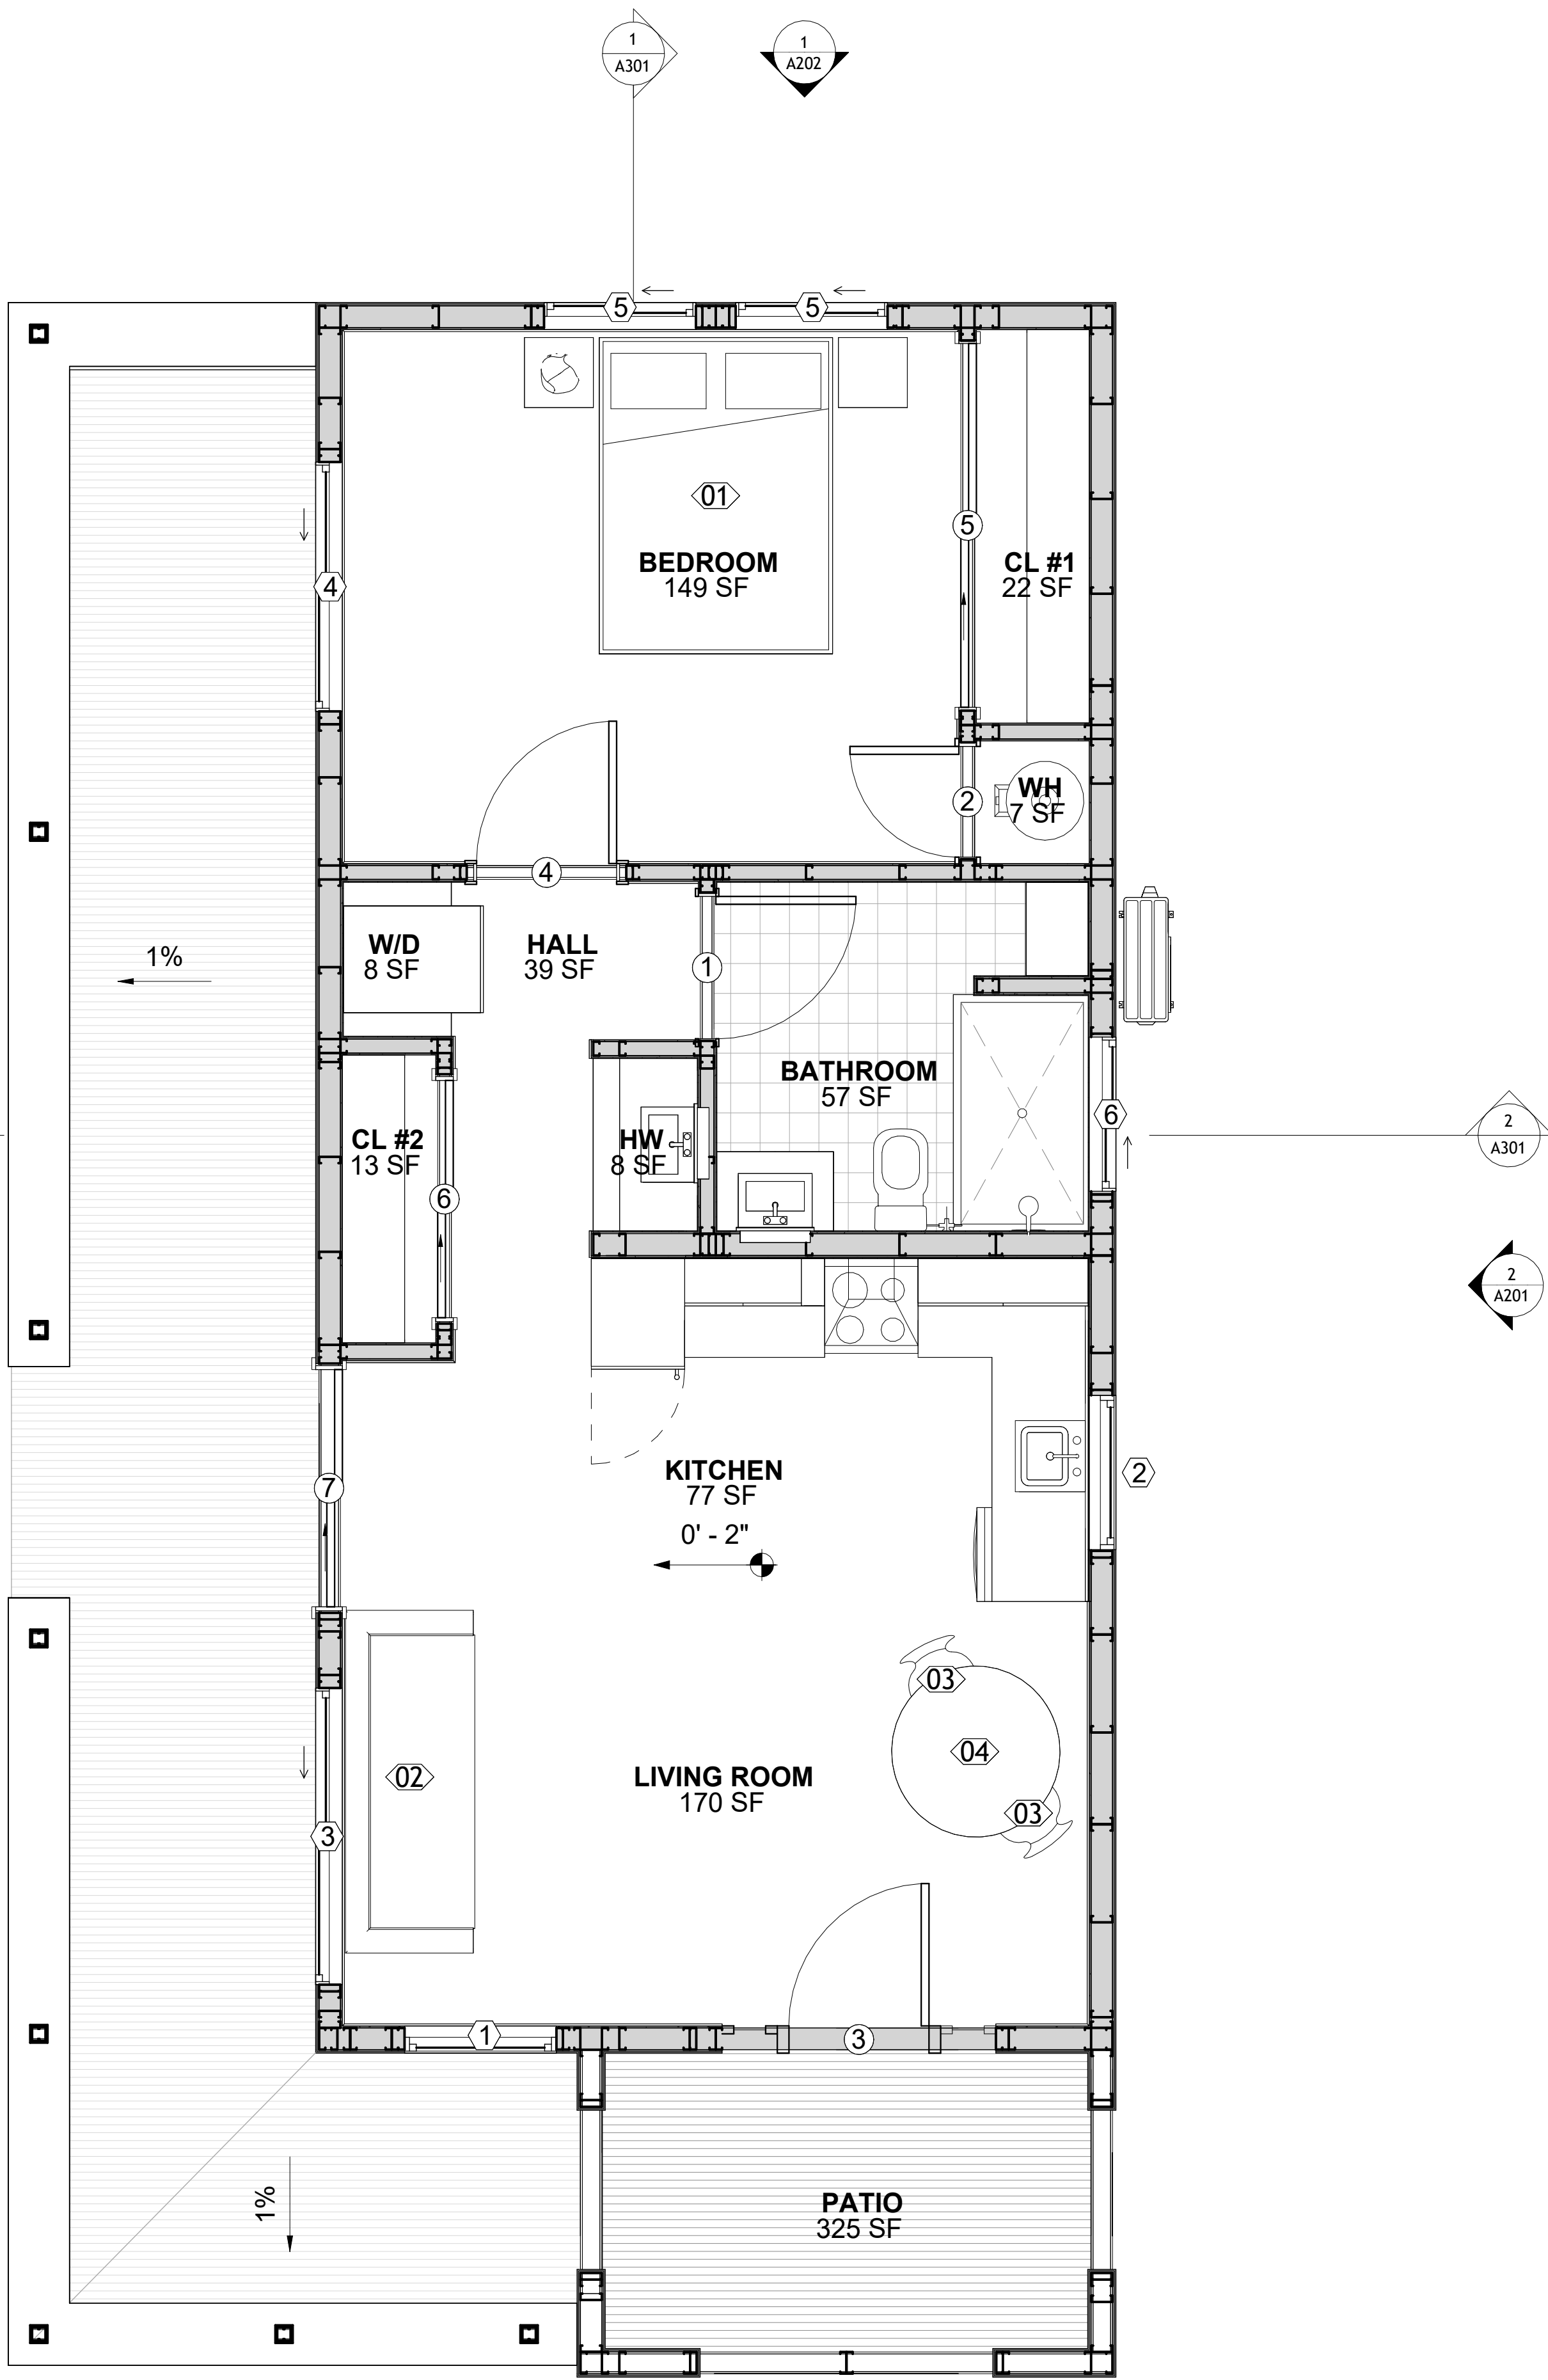 1
A301
1
A202
5
5
01
BEDROOM
149 SF
5
CL #1
22 SF
4
WH
7 SF
2
4
W/D
8 SF
HALL
39 SF
1
1%
BATHROOM
57 SF
6
2
A301
CL #2
13 SF
HW
8 SF
6
2
A201
KITCHEN
77 SF
2
7
0' - 2"
03
04
02
LIVING ROOM
170 SF
03
3
1
3
1%
PATIO
325 SF